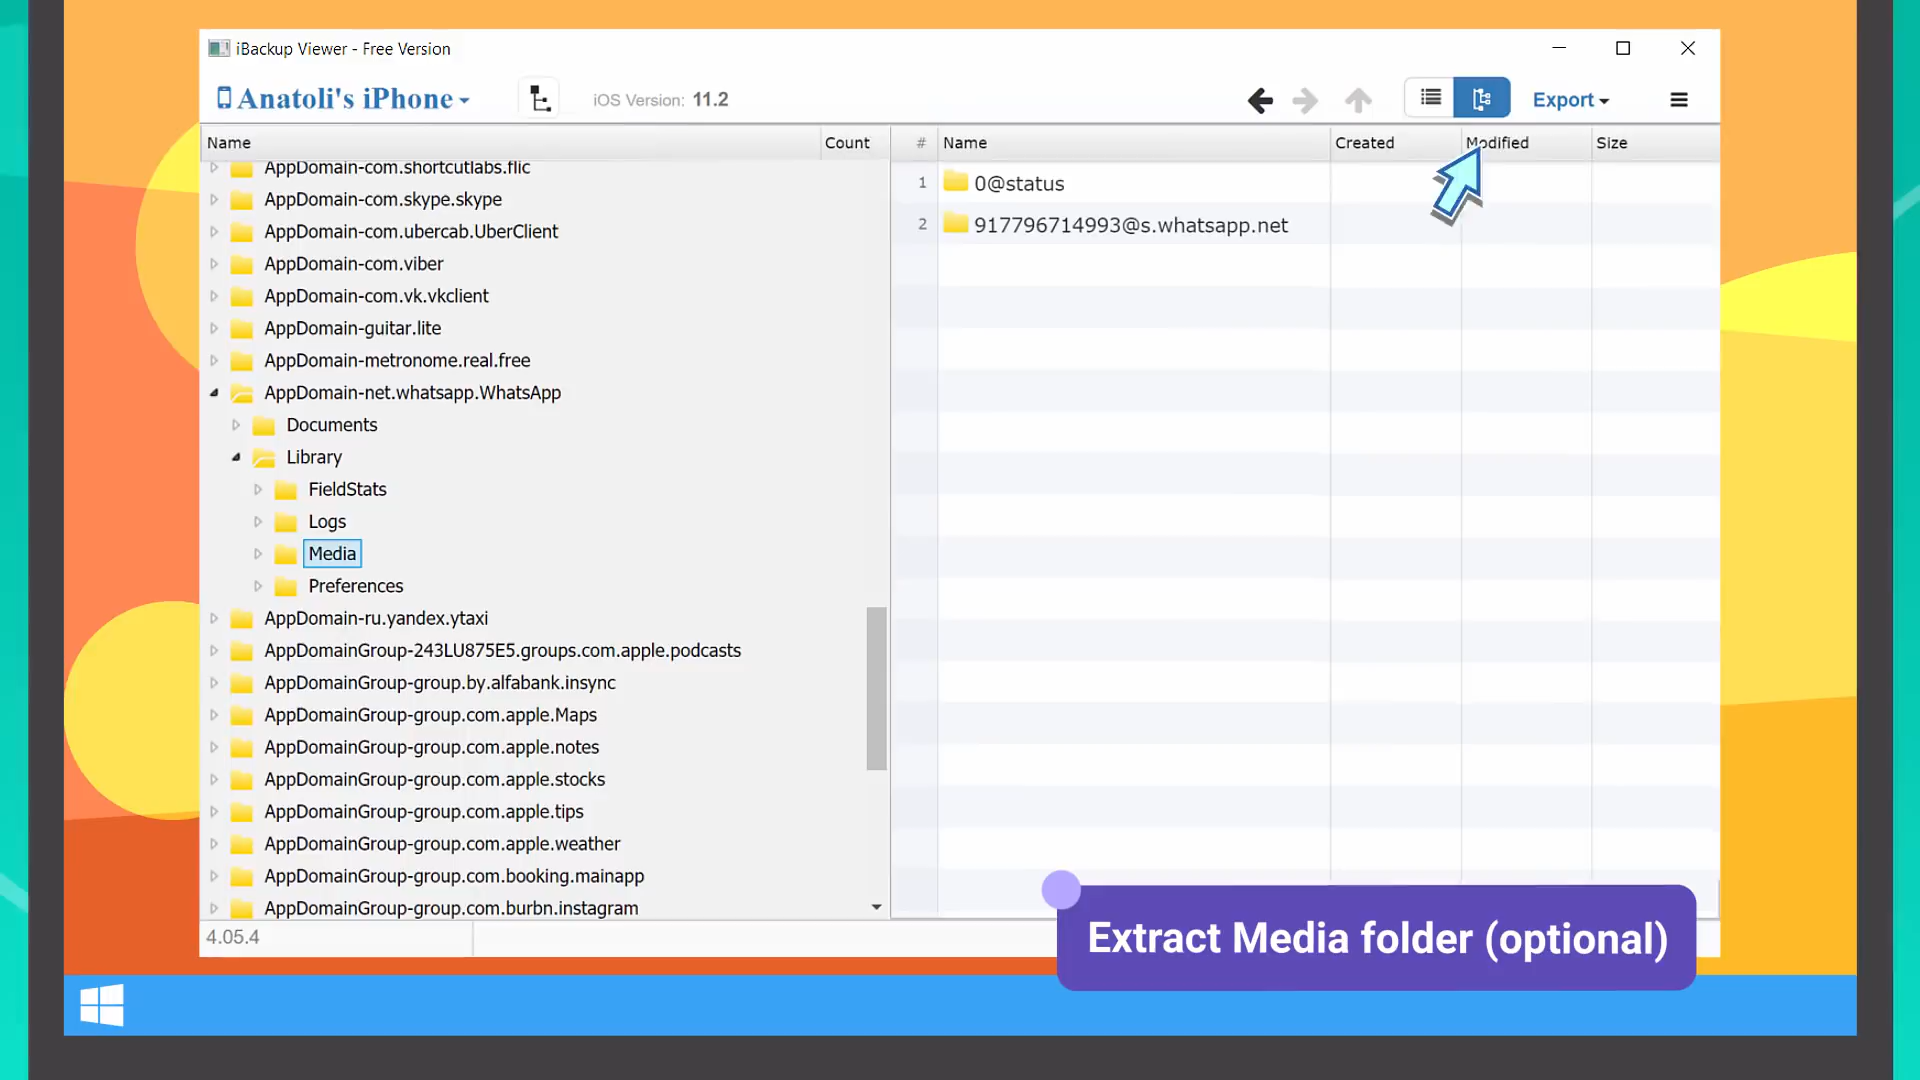 iBackup Viewer - Free Version
Anatoli's iPhone
iOS Version: 11.2
Export
Name Count
AppDomain-com.shortcutlabs.flic
AppDomain-com.skype.skype
AppDomain-com.ubercab.UberClient
AppDomain-com.viber
AppDomain-com.vk.vkclient
AppDomain-guitar.lite
AppDomain-metronome.real.free
AppDomain-net.whatsapp.WhatsApp
Documents
Library
FieldStats
Logs
Media
Preferences
AppDomain-ru.yandex.ytaxi
AppDomainGroup-243LU875E5.groups.com.apple.podcasts
AppDomainGroup-group.by.alfabank.insync
AppDomainGroup-group.com.apple.Maps
AppDomainGroup-group.com.apple.notes
AppDomainGroup-group.com.apple.stocks
AppDomainGroup-group.com.apple.tips
AppDomainGroup-group.com.apple.weather
AppDomainGroup-group.com.booking.mainapp
AppDomainGroup-group.com.burbn.instagram
# Name Created Modified Size
1 0@status
2 917796714993@s.whatsapp.net
4.05.4
Extract Media folder (optional)